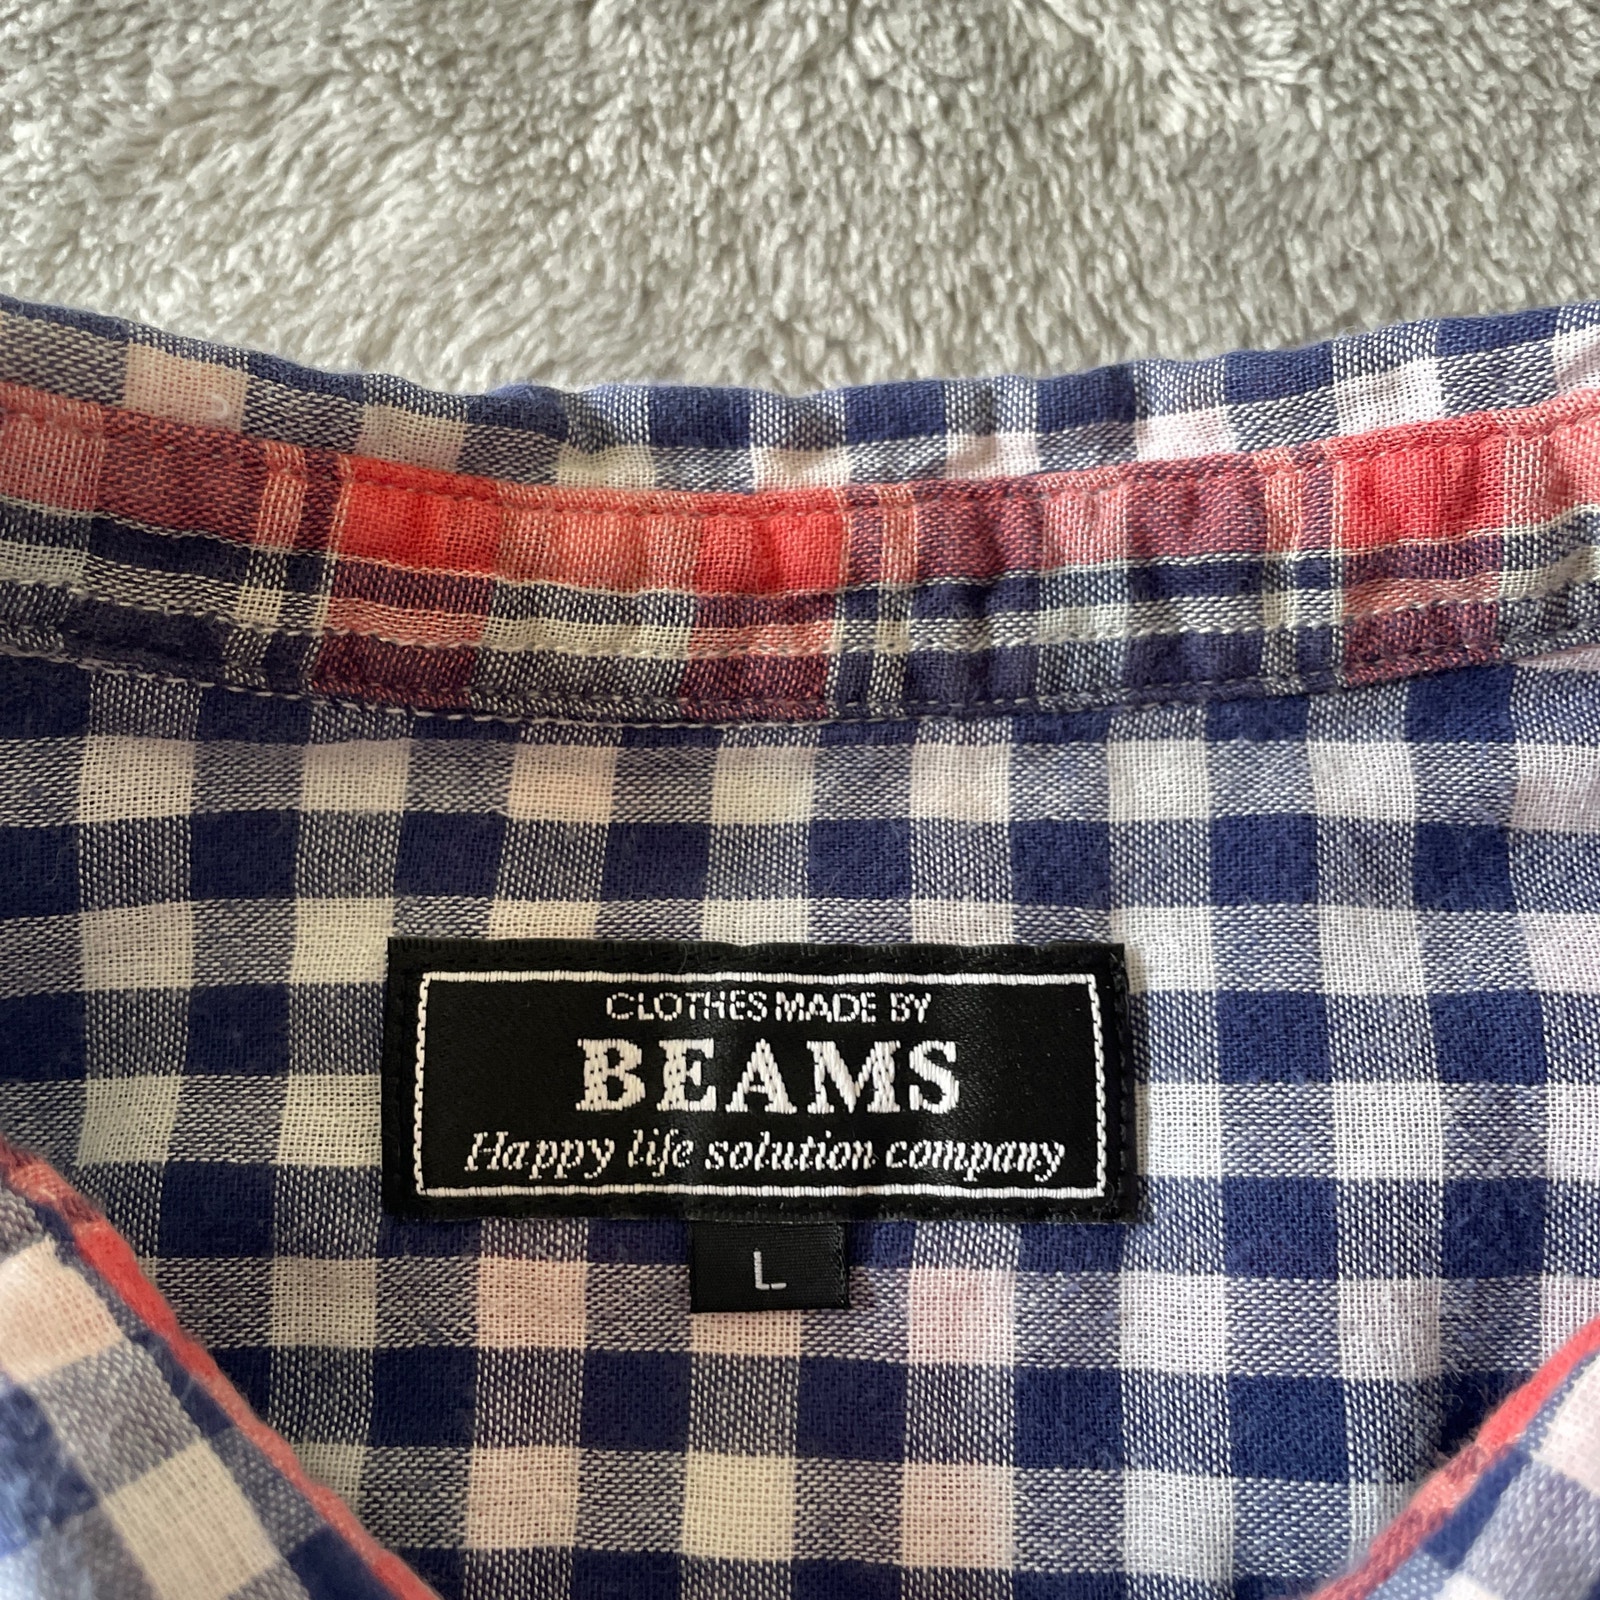 CLOTHES MADE BY
BEAMS
Happy life solution company
L